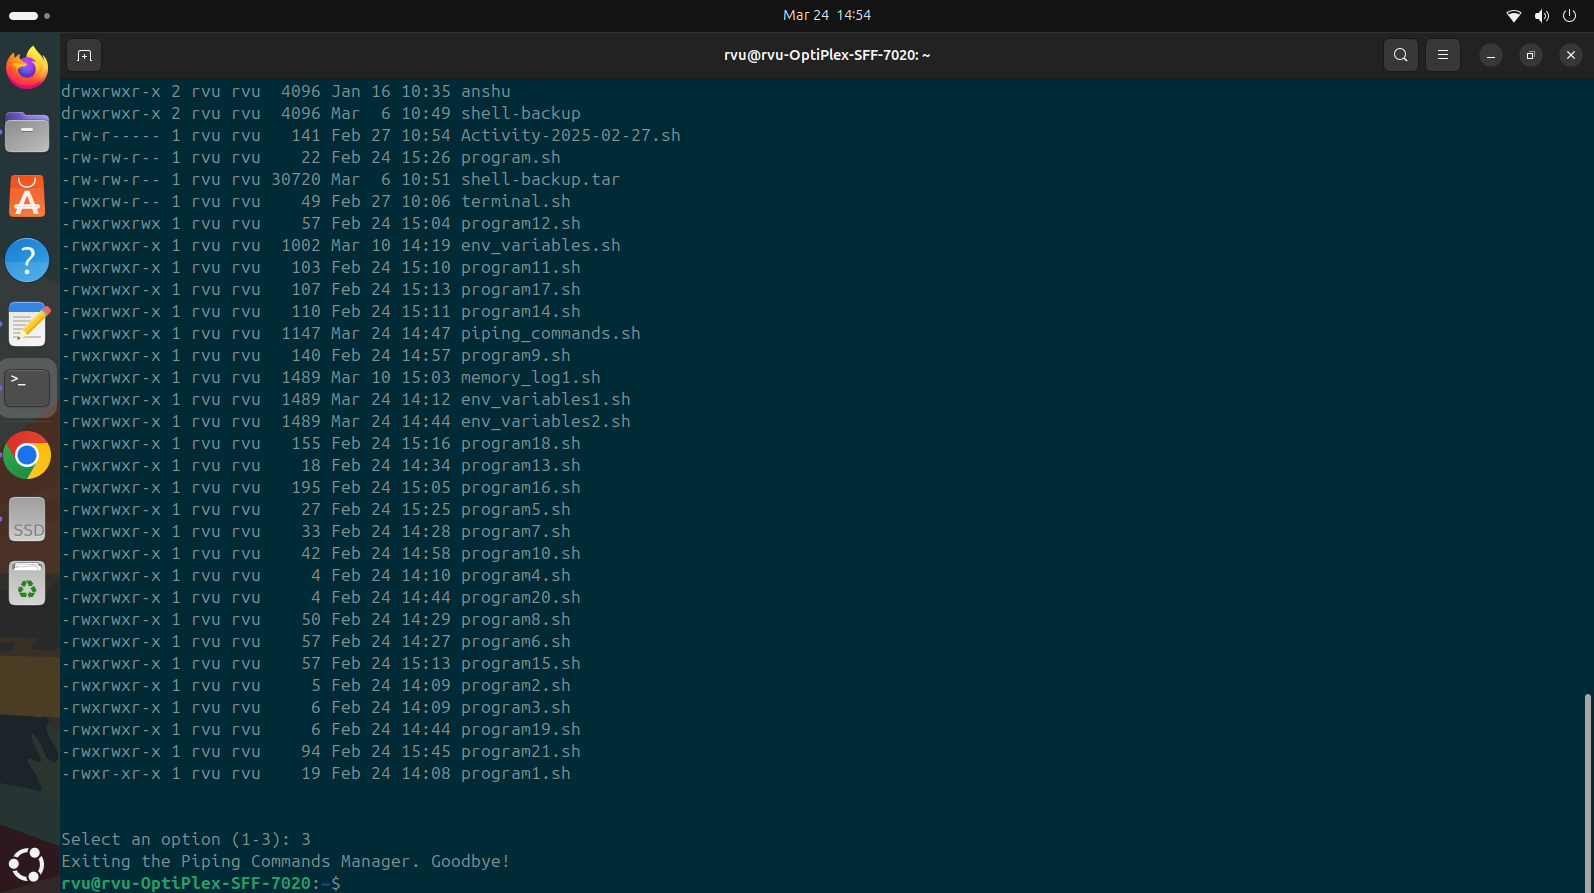 Mar 24  14:54
rvu@rvu-OptiPlex-SFF-7020: ~
drwxrwxr-x 2 rvu rvu  4096 Jan 16 10:35 anshu
drwxrwxr-x 2 rvu rvu  4096 Mar  6 10:49 shell-backup
-rw-r----- 1 rvu rvu   141 Feb 27 10:54 Activity-2025-02-27.sh
-rw-rw-r-- 1 rvu rvu    22 Feb 24 15:26 program.sh
-rw-rw-r-- 1 rvu rvu 30720 Mar  6 10:51 shell-backup.tar
-rwxrw-r-- 1 rvu rvu    49 Feb 27 10:06 terminal.sh
-rwxrwxrwx 1 rvu rvu    57 Feb 24 15:04 program12.sh
-rwxrwxr-x 1 rvu rvu  1002 Mar 10 14:19 env_variables.sh
-rwxrwxr-x 1 rvu rvu   103 Feb 24 15:10 program11.sh
-rwxrwxr-x 1 rvu rvu   107 Feb 24 15:13 program17.sh
-rwxrwxr-x 1 rvu rvu   110 Feb 24 15:11 program14.sh
-rwxrwxr-x 1 rvu rvu  1147 Mar 24 14:47 piping_commands.sh
-rwxrwxr-x 1 rvu rvu   140 Feb 24 14:57 program9.sh
-rwxrwxr-x 1 rvu rvu  1489 Mar 10 15:03 memory_log1.sh
-rwxrwxr-x 1 rvu rvu  1489 Mar 24 14:12 env_variables1.sh
-rwxrwxr-x 1 rvu rvu  1489 Mar 24 14:44 env_variables2.sh
-rwxrwxr-x 1 rvu rvu   155 Feb 24 15:16 program18.sh
-rwxrwxr-x 1 rvu rvu    18 Feb 24 14:34 program13.sh
-rwxrwxr-x 1 rvu rvu   195 Feb 24 15:05 program16.sh
-rwxrwxr-x 1 rvu rvu    27 Feb 24 15:25 program5.sh
-rwxrwxr-x 1 rvu rvu    33 Feb 24 14:28 program7.sh
-rwxrwxr-x 1 rvu rvu    42 Feb 24 14:58 program10.sh
-rwxrwxr-x 1 rvu rvu     4 Feb 24 14:10 program4.sh
-rwxrwxr-x 1 rvu rvu     4 Feb 24 14:44 program20.sh
-rwxrwxr-x 1 rvu rvu    50 Feb 24 14:29 program8.sh
-rwxrwxr-x 1 rvu rvu    57 Feb 24 14:27 program6.sh
-rwxrwxr-x 1 rvu rvu    57 Feb 24 15:13 program15.sh
-rwxrwxr-x 1 rvu rvu     5 Feb 24 14:09 program2.sh
-rwxrwxr-x 1 rvu rvu     6 Feb 24 14:09 program3.sh
-rwxrwxr-x 1 rvu rvu     6 Feb 24 14:44 program19.sh
-rwxrwxr-x 1 rvu rvu    94 Feb 24 15:45 program21.sh
-rwxr-xr-x 1 rvu rvu    19 Feb 24 14:08 program1.sh
SSD
Select an option (1-3): 3
Exiting the Piping Commands Manager. Goodbye!
rvu@rvu-OptiPlex-SFF-7020:~$